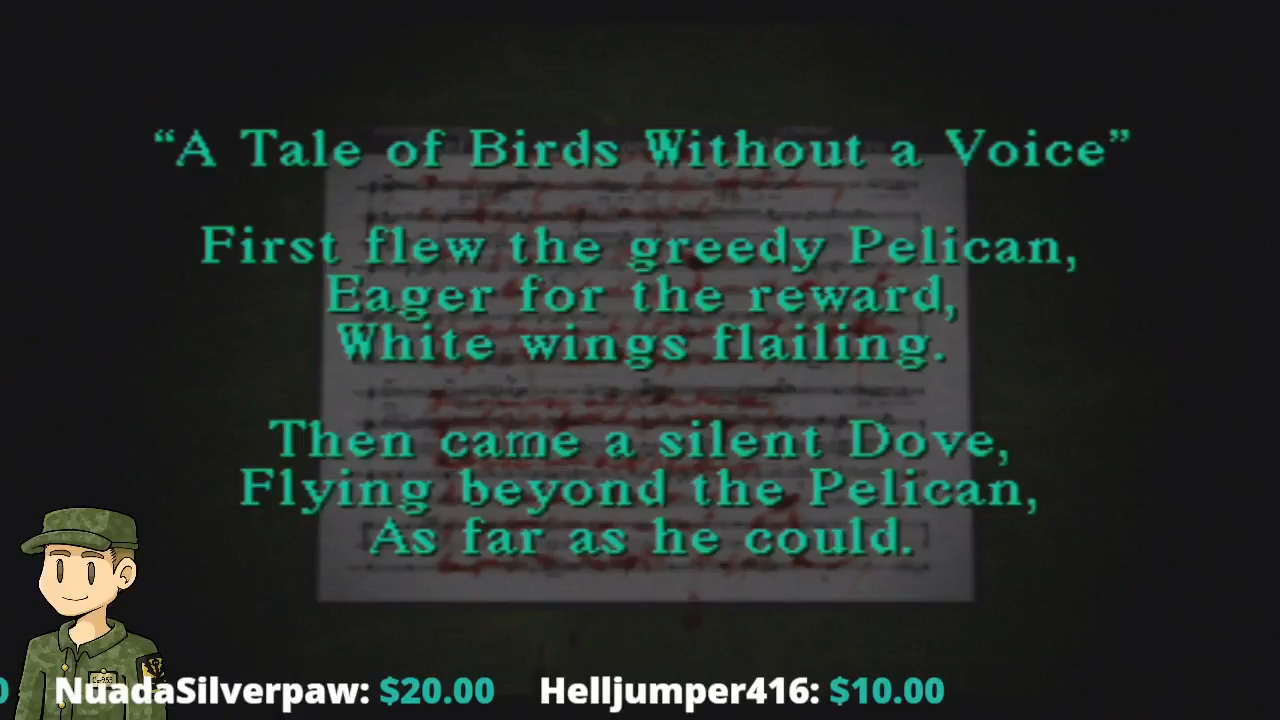 “A Tale of Birds Without a Voice”
First flew the greedy Pelican,
Eager for the reward,
White wings flailing.
Then came a silent Dove,
Flying beyond the Pelican,
As far as he could.
0 NuadaSilverpaw: $20.00 Helljumper416: $10.00